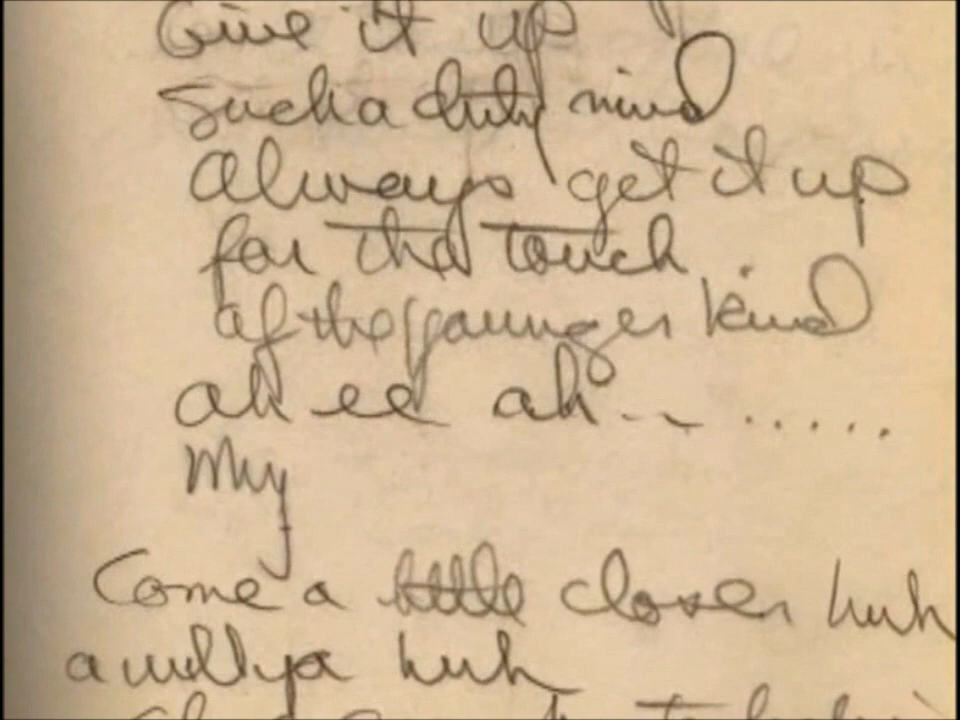 Give it up
Such a dirty mind
Always get it up
for the touch
of the younger kind
ah ee ah .......
My
Come a little closer huh
a will ya huh